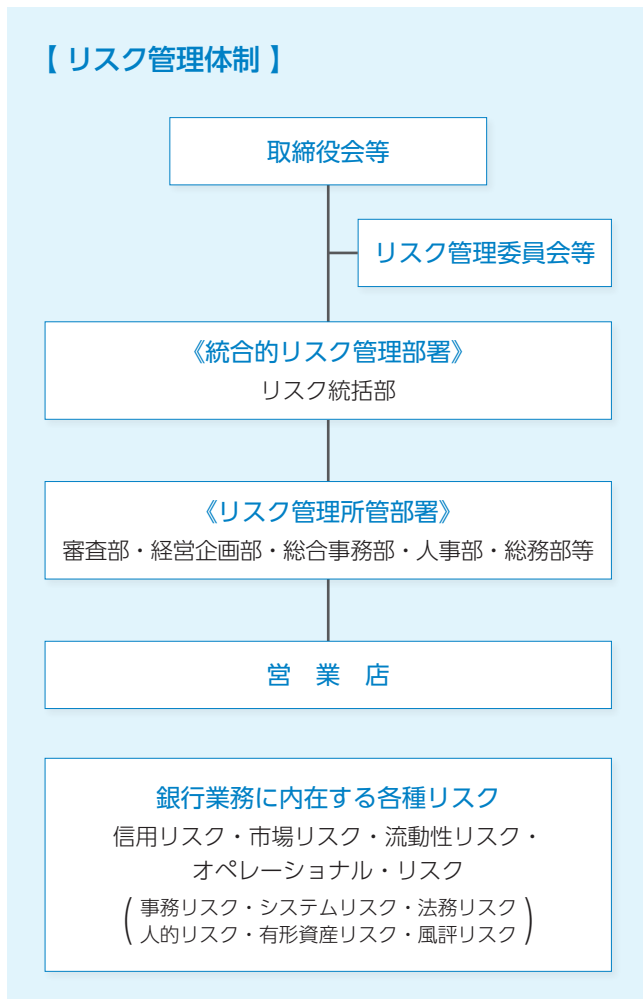 【 リスク管理体制 】
取締役会等
リスク管理委員会等
《統合的リスク管理部署》
リスク統括部
《リスク管理所管部署》
審査部・経営企画部・総合事務部・人事部・総務部等
営　業　店
銀行業務に内在する各種リスク
信用リスク・市場リスク・流動性リスク・
オペレーショナル・リスク
(事務リスク・システムリスク・法務リスク
人的リスク・有形資産リスク・風評リスク)